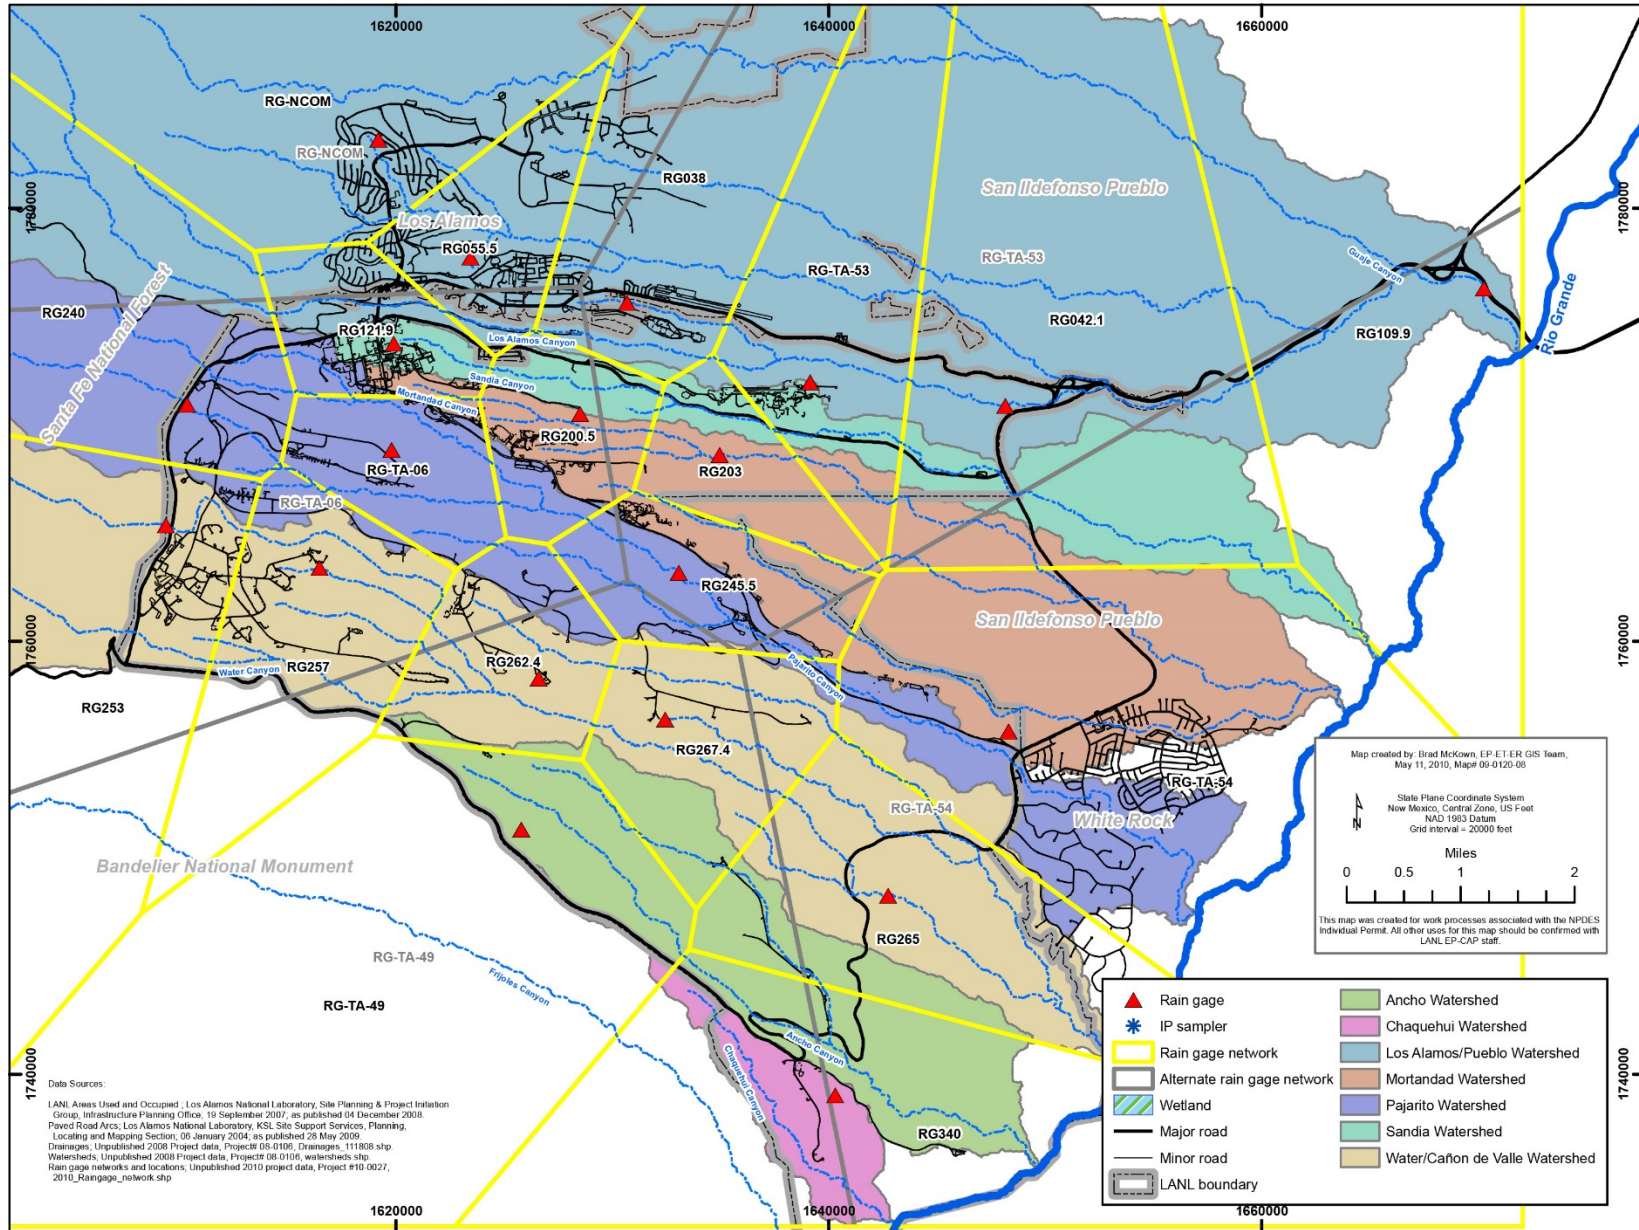 1620000
1640000
1660000
RG-NCOM
RG-NCOM
RG038
San Ildefonso Pueblo
1780000
1780000
Los Alamos
RG055.5
RG-TA-53
RG-TA-53
Guaje Canyon
Santa Fe National Forest
RG240
RG121.9
Los Alamos Canyon
RG042.1
RG109.9
Rio Grande
Sandia Canyon
Mortandad Canyon
RG200.5
RG-TA-06
RG203
RG-TA-06
RG245.5
San Ildefonso Pueblo
1760000
1760000
Water Canyon
RG257
RG262.4
Pajarito Canyon
RG253
RG267.4
RG-TA-54
RG-TA-54
White Rock
Map created by: Brad McKown, EP-ET-ER GIS Team,
May 11, 2010, Map# 09-0120-08
N
State Plane Coordinate System
New Mexico, Central Zone, US Feet
NAD 1983 Datum
Grid interval = 20000 feet
Miles
0 0.5 1 2
This map was created for work processes associated with the NPDES
Individual Permit. All other uses for this map should be confirmed with
LANL EP-CAP staff.
Bandelier National Monument
RG265
RG-TA-49
Frijoles Canyon
RG-TA-49
Ancho Canyon
Chaquehui Canyon
RG340
1740000
1740000
Rain gage
IP sampler
Rain gage network
Alternate rain gage network
Wetland
Major road
Minor road
LANL boundary
Ancho Watershed
Chaquehui Watershed
Los Alamos/Pueblo Watershed
Mortandad Watershed
Pajarito Watershed
Sandia Watershed
Water/Cañon de Valle Watershed
Data Sources:
LANL Areas Used and Occupied ; Los Alamos National Laboratory, Site Planning & Project Initiation
Group, Infrastructure Planning Office; 19 September 2007; as published 04 December 2008.
Paved Road Arcs; Los Alamos National Laboratory, KSL Site Support Services, Planning,
Locating and Mapping Section; 06 January 2004; as published 28 May 2009.
Drainages; Unpublished 2008 Project data, Project# 08-0106, Drainages_111808.shp.
Watersheds; Unpublished 2008 Project data, Project# 08-0106, watersheds.shp.
Rain gage networks and locations; Unpublished 2010 project data, Project #10-0027,
2010_Raingage_network.shp
1620000
1640000
1660000